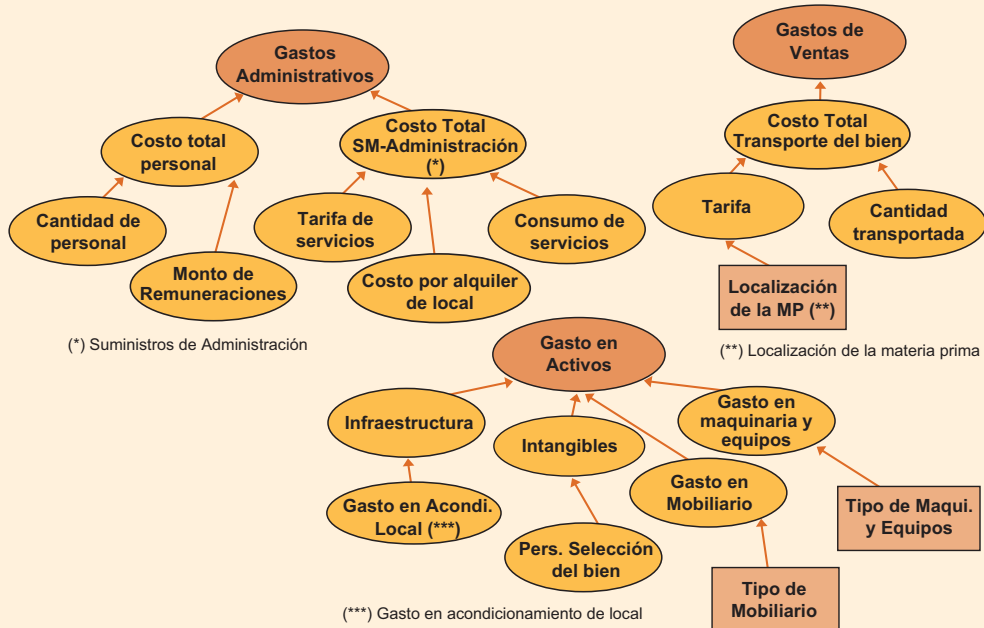 Gastos
Administrativos
Costo total
personal
Cantidad de
personal
Monto de
Remuneraciones
Costo Total
SM-Administración
(*)
Tarifa de
servicios
Costo por alquiler
de local
Consumo de
servicios
(*) Suministros de Administración
Gastos de
Ventas
Costo Total
Transporte del bien
Tarifa
Cantidad
transportada
Localización
de la MP (**)
(**) Localización de la materia prima
Gasto en
Activos
Infraestructura
Gasto en Acondi.
Local (***)
Intangibles
Pers. Selección
del bien
Gasto en
Mobiliario
Tipo de
Mobiliario
Gasto en
maquinaria y
equipos
Tipo de Maqui.
y Equipos
(***) Gasto en acondicionamiento de local